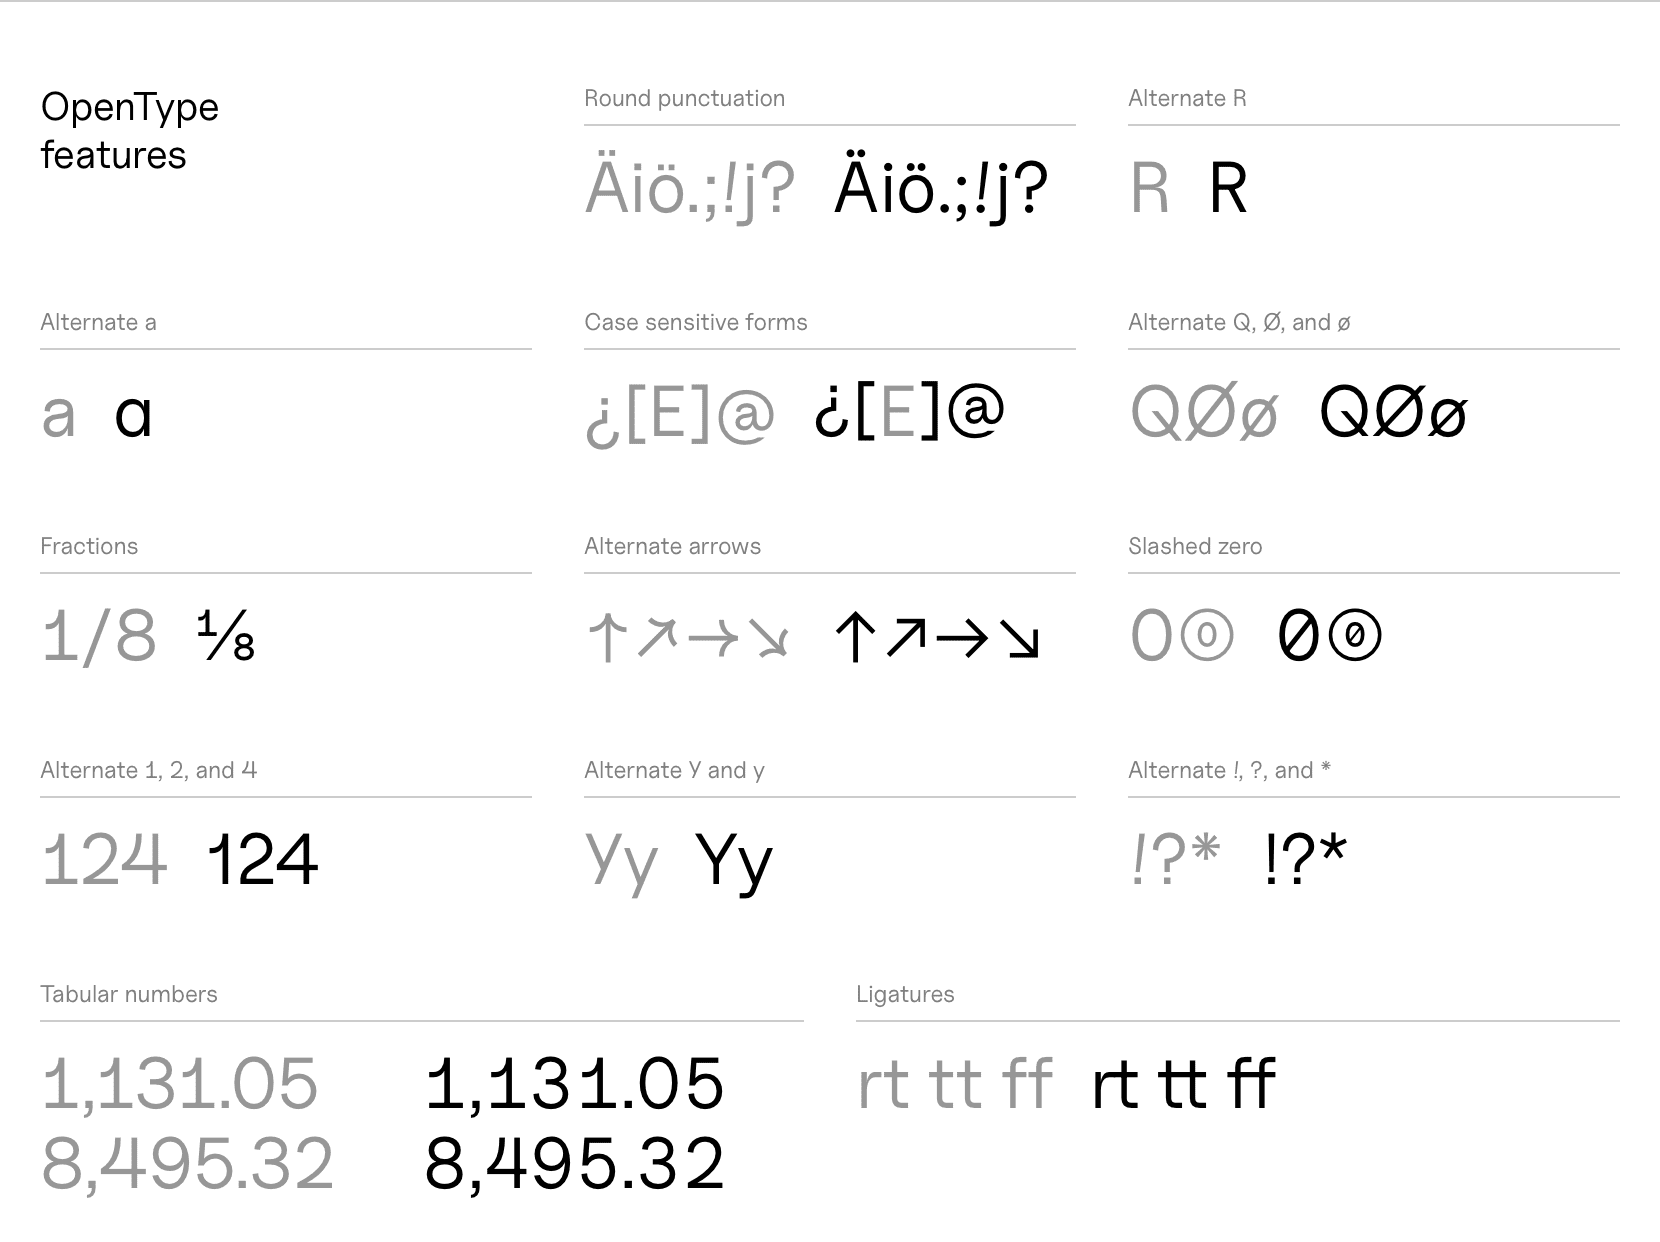 OpenType
features
Round punctuation
Äiö.;!j? Äiö.;!j?
Alternate R
R R
Alternate a
a a
Case sensitive forms
¿[E]@ ¿[E]@
Alternate Q, Ø, and ø
QØø QØø
Fractions
1/8 ⅛
Alternate arrows
↑↗→↘ ↑↗→↘
Slashed zero
0⓪ 0⓪
Alternate 1, 2, and 4
124 124
Alternate Y and y
Yy Yy
Alternate !, ?, and *
!?* !?*
Tabular numbers
1,131.05 1,131.05
8,495.32 8,495.32
Ligatures
rt tt ff rt tt ff